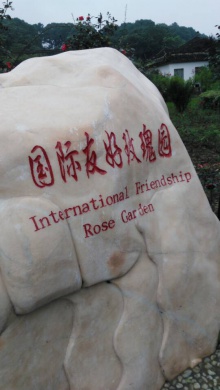 国际友好玫瑰园
International Friendship
Rose Garden